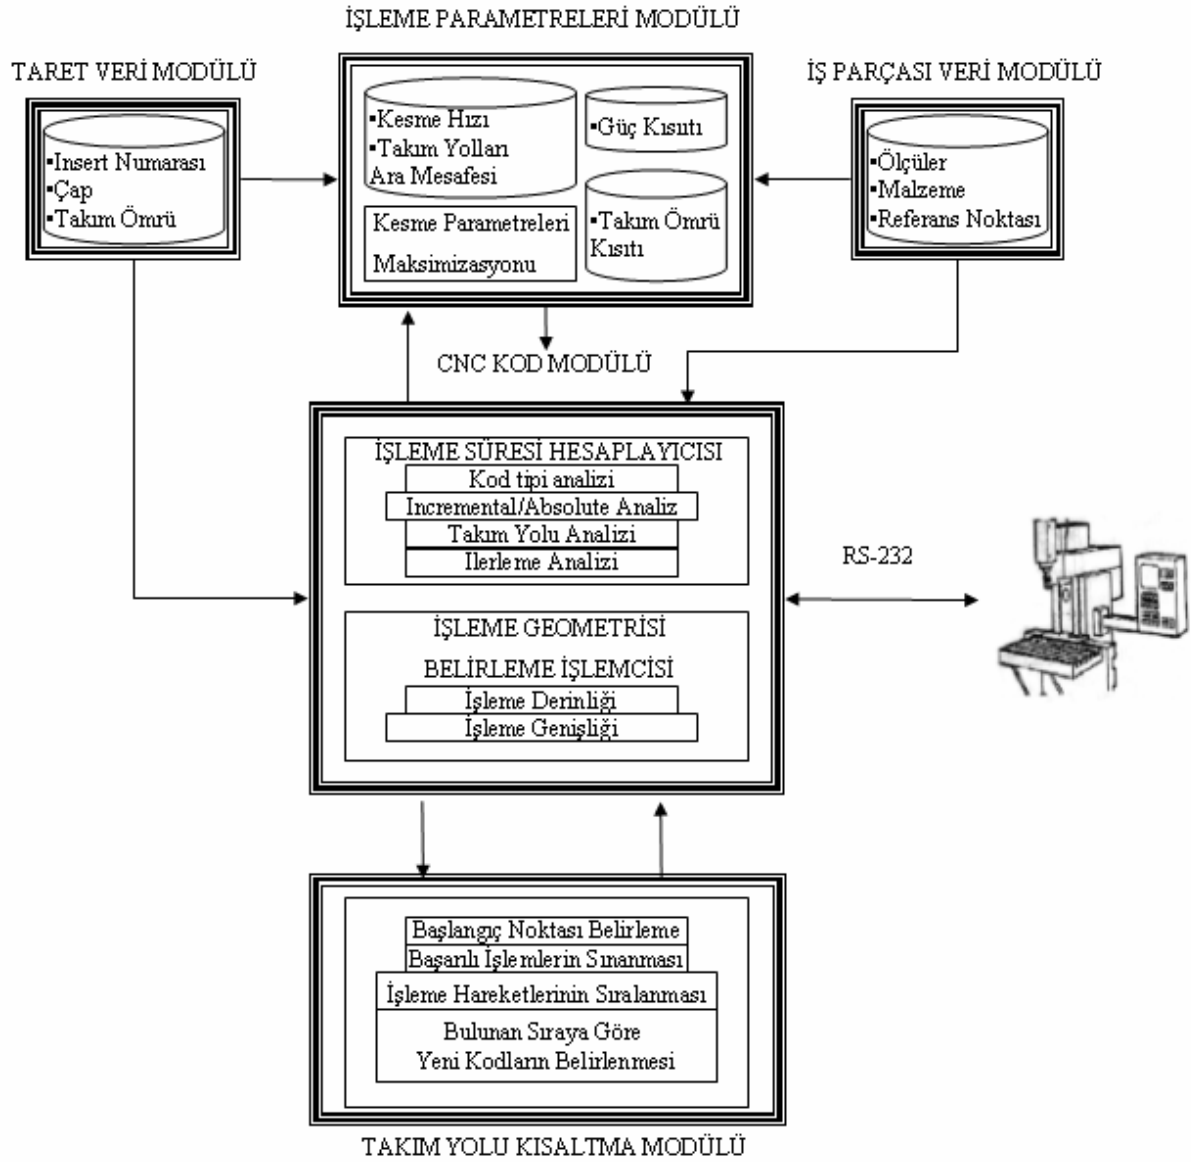 İŞLEME PARAMETRELERİ MODÜLÜ
TARET VERİ MODÜLÜ
İŞ PARÇASI VERİ MODÜLÜ
▪Insert Numarası
▪Çap
▪Takım Ömrü
▪Kesme Hızı
▪Takım Yolları
Ara Mesafesi
▪Güç Kısıtı
Kesme Parametreleri
Maksimizasyonu
▪Takım Ömrü
Kısıtı
▪Ölçüler
▪Malzeme
▪Referans Noktası
CNC KOD MODÜLÜ
İŞLEME SÜRESİ HESAPLAYICISI
Kod tipi analizi
Incremental/Absolute Analiz
Takım Yolu Analizi
Ilerleme Analizi
İŞLEME GEOMETRİSİ
BELİRLEME İŞLEMCİSİ
İşleme Derinliği
İşleme Genişliği
RS-232
Başlangıç Noktası Belirleme
Başarılı İşlemlerin Sınanması
İşleme Hareketlerinin Sıralanması
Bulunan Sıraya Göre
Yeni Kodların Belirlenmesi
TAKIM YOLU KISALTMA MODÜLÜ